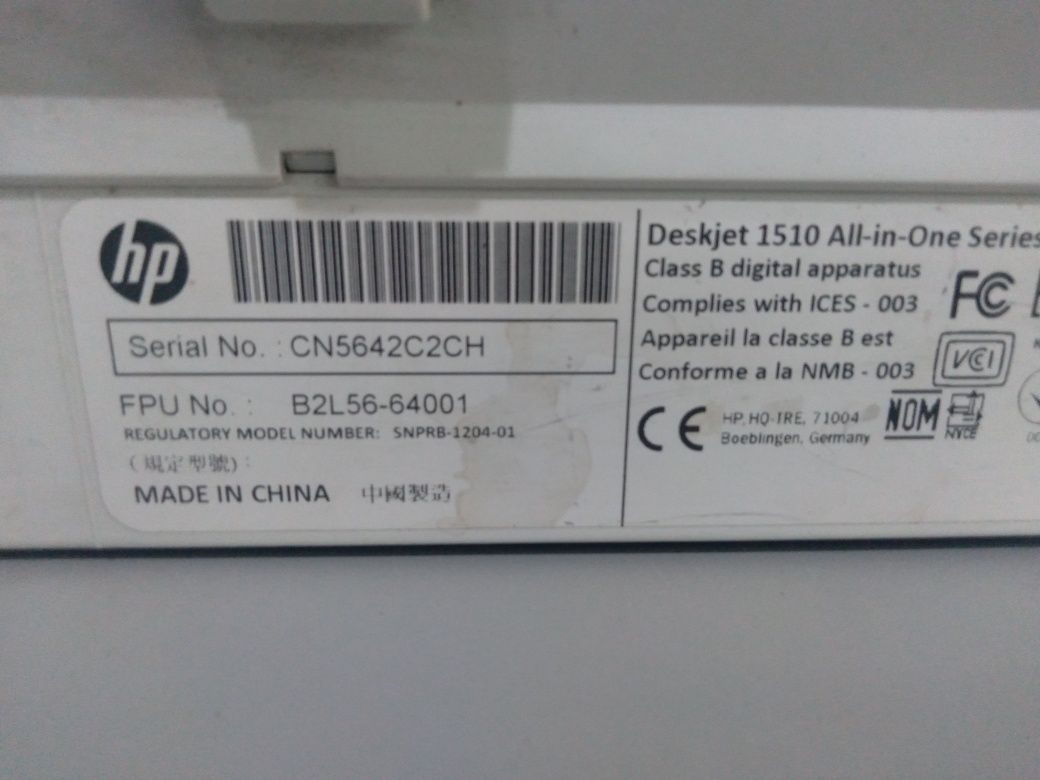 hp
Serial No. : CN5642C2CH
FPU No. : B2L56-64001
REGULATORY MODEL NUMBER: SNPRB-1204-01
(規定型號) :
MADE IN CHINA 中國製造
Deskjet 1510 All-in-One Series
Class B digital apparatus
Complies with ICES - 003
FC
Appareil la classe B est
Conforme a la NMB - 003
VCI
CE
HP, HQ-TRE, 71004
Boeblingen, Germany
NOM
NYCE